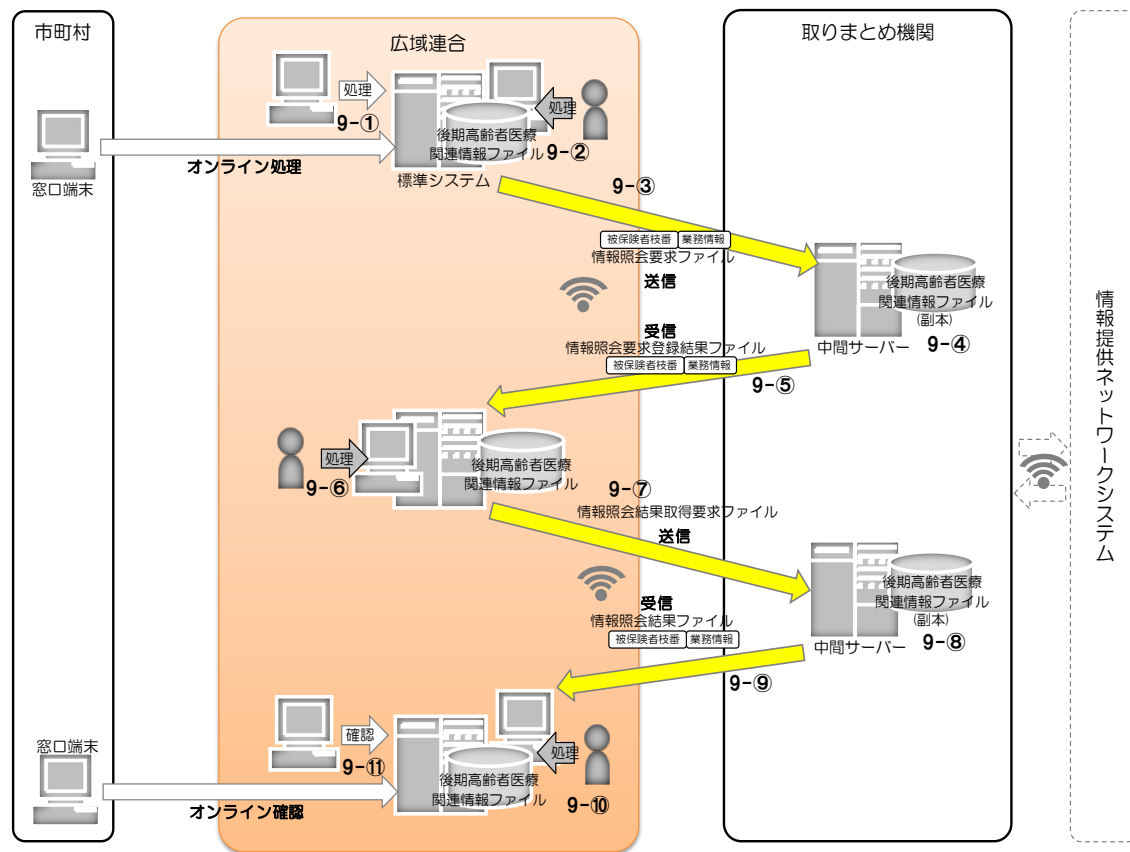 市町村
広域連合
取りまとめ機関
処理
9-①
処理
後期高齢者医療
関連情報ファイル
9-②
オンライン処理
標準システム
窓口端末
9-③
被保険者枝番 業務情報
情報照会要求ファイル
送信
後期高齢者医療
関連情報ファイル
(副本)
中間サーバー
9-④
受信
情報照会要求登録結果ファイル
被保険者枝番 業務情報
9-⑤
情報提供ネットワークシステム
処理
9-⑥
後期高齢者医療
関連情報ファイル
9-⑦
情報照会結果取得要求ファイル
送信
後期高齢者医療
関連情報ファイル
(副本)
中間サーバー
9-⑧
受信
情報照会結果ファイル
被保険者枝番 業務情報
9-⑨
確認
9-⑪
処理
後期高齢者医療
関連情報ファイル
9-⑩
窓口端末
オンライン確認